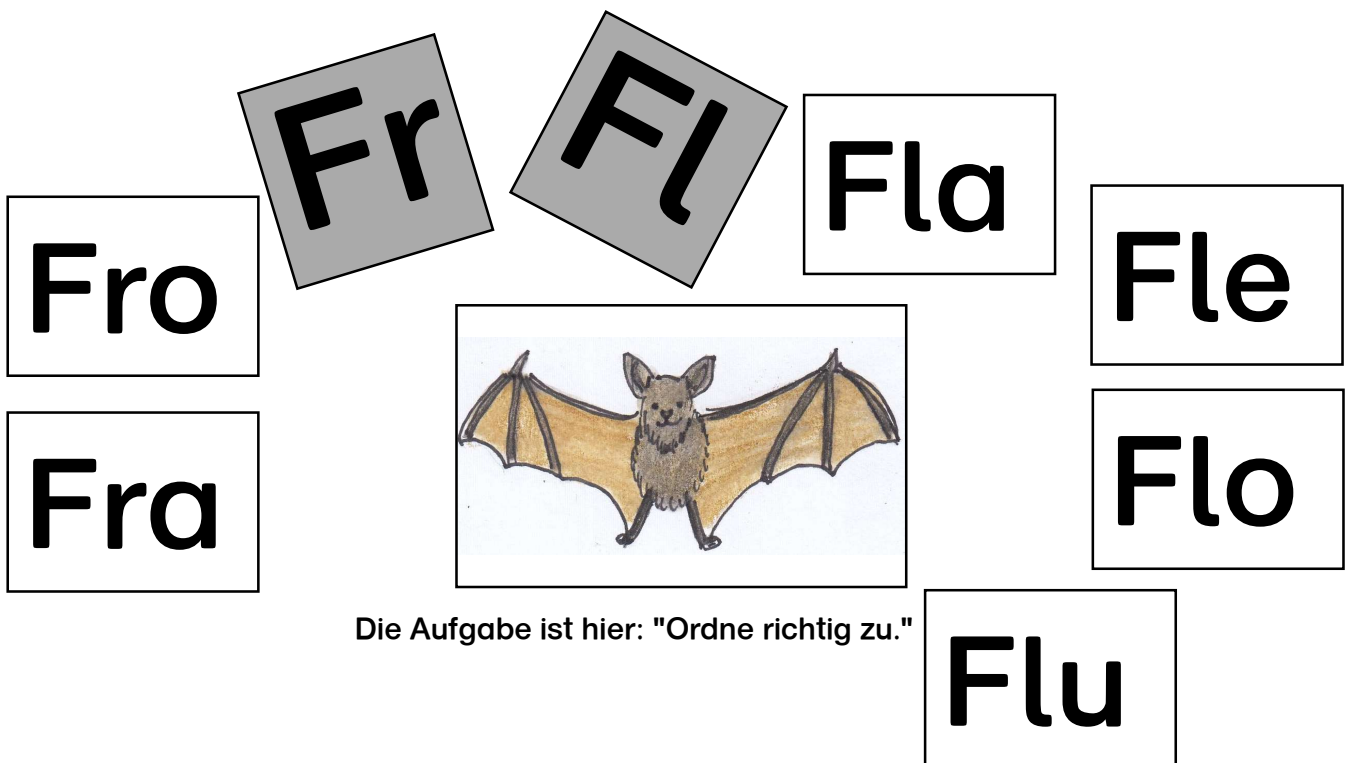 Fr
Fl
Fla
Fle
Fro
Flo
Fra
Die Aufgabe ist hier: "Ordne richtig zu."
Flu